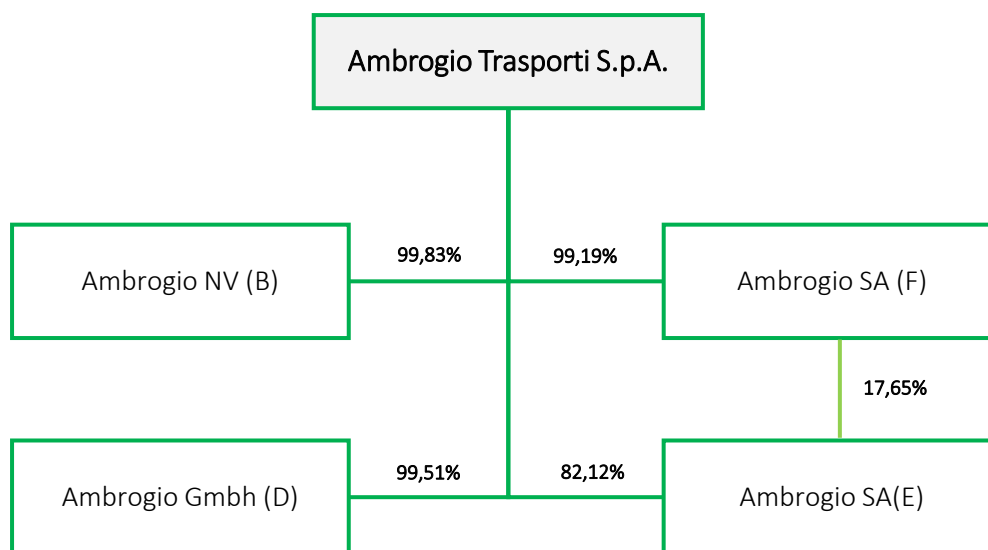 Ambrogio Trasporti S.p.A.
99,83%
99,19%
Ambrogio NV (B)
Ambrogio SA (F)
17,65%
99,51%
82,12%
Ambrogio Gmbh (D)
Ambrogio SA(E)